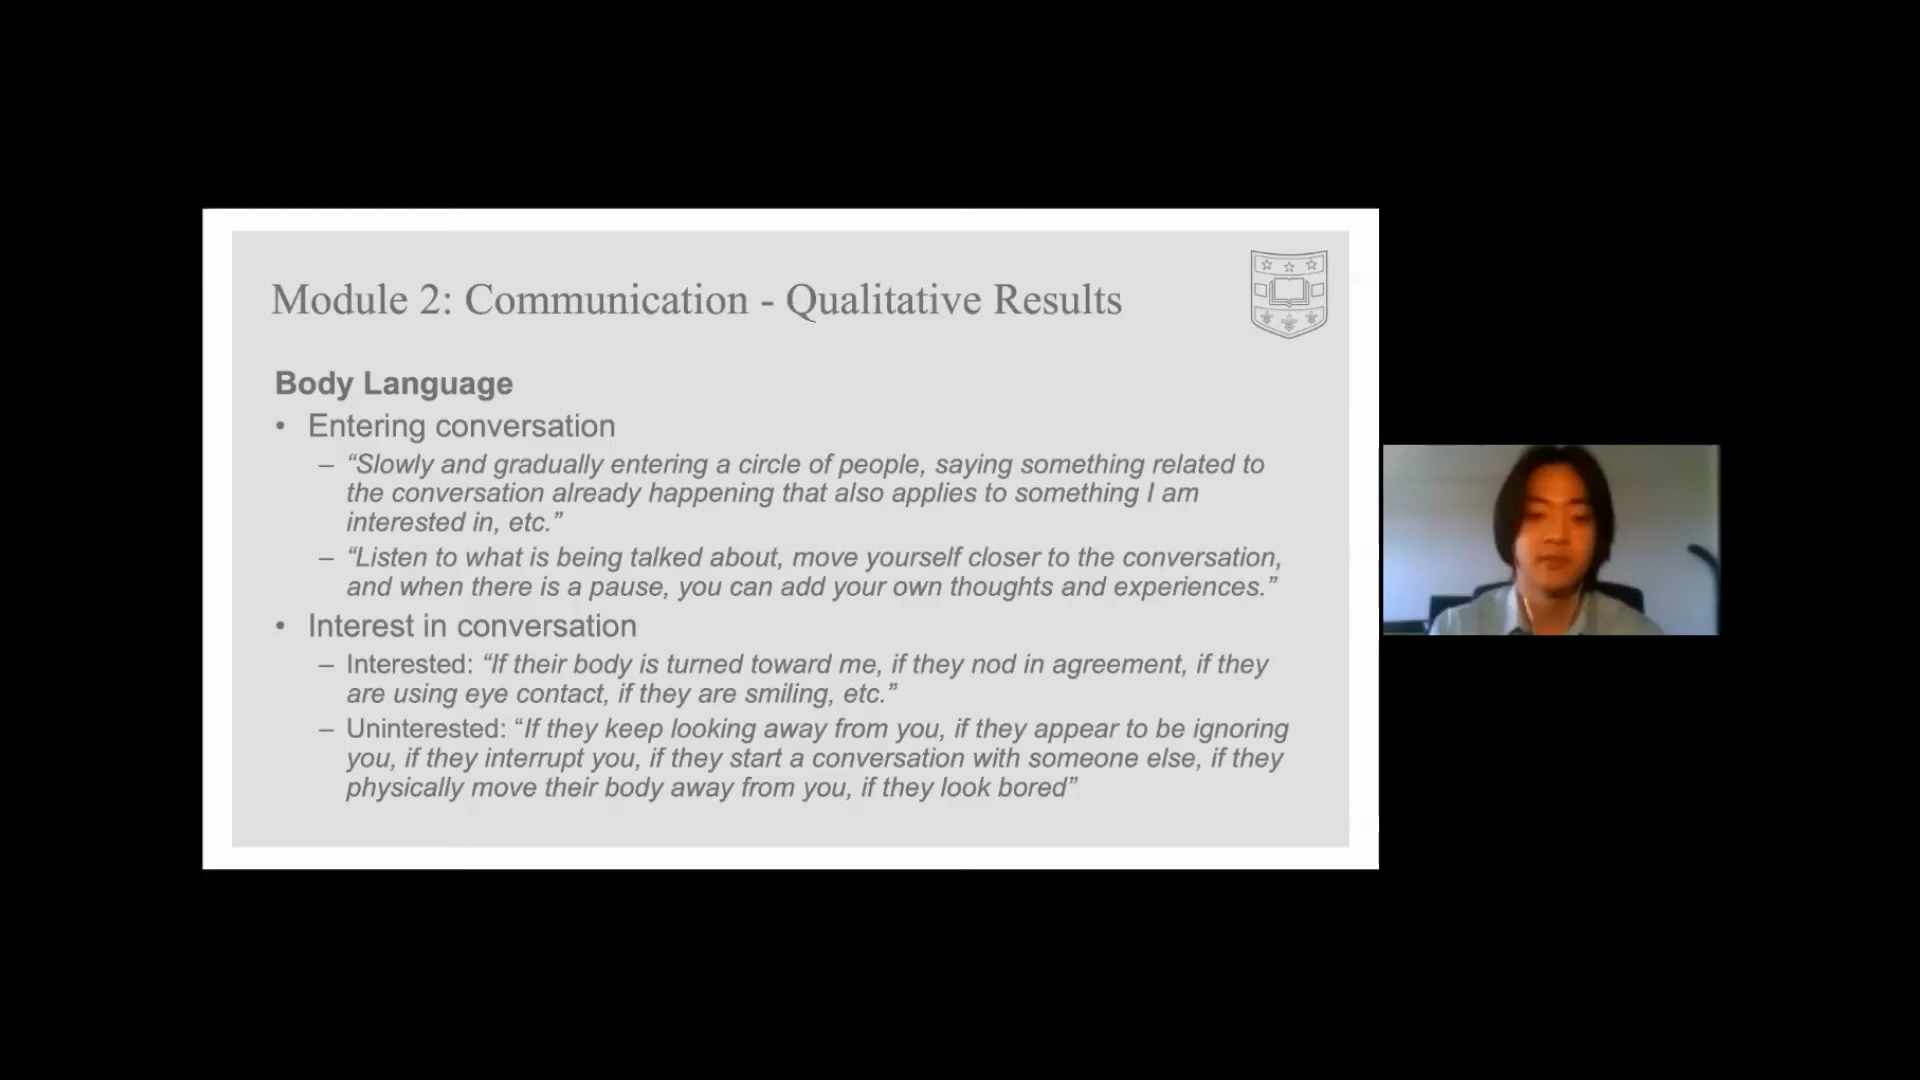 Module 2: Communication - Qualitative Results
Body Language
• Entering conversation
– “Slowly and gradually entering a circle of people, saying something related to
the conversation already happening that also applies to something I am
interested in, etc.”
– “Listen to what is being talked about, move yourself closer to the conversation,
and when there is a pause, you can add your own thoughts and experiences.”
• Interest in conversation
– Interested: “If their body is turned toward me, if they nod in agreement, if they
are using eye contact, if they are smiling, etc.”
– Uninterested: “If they keep looking away from you, if they appear to be ignoring
you, if they interrupt you, if they start a conversation with someone else, if they
physically move their body away from you, if they look bored”